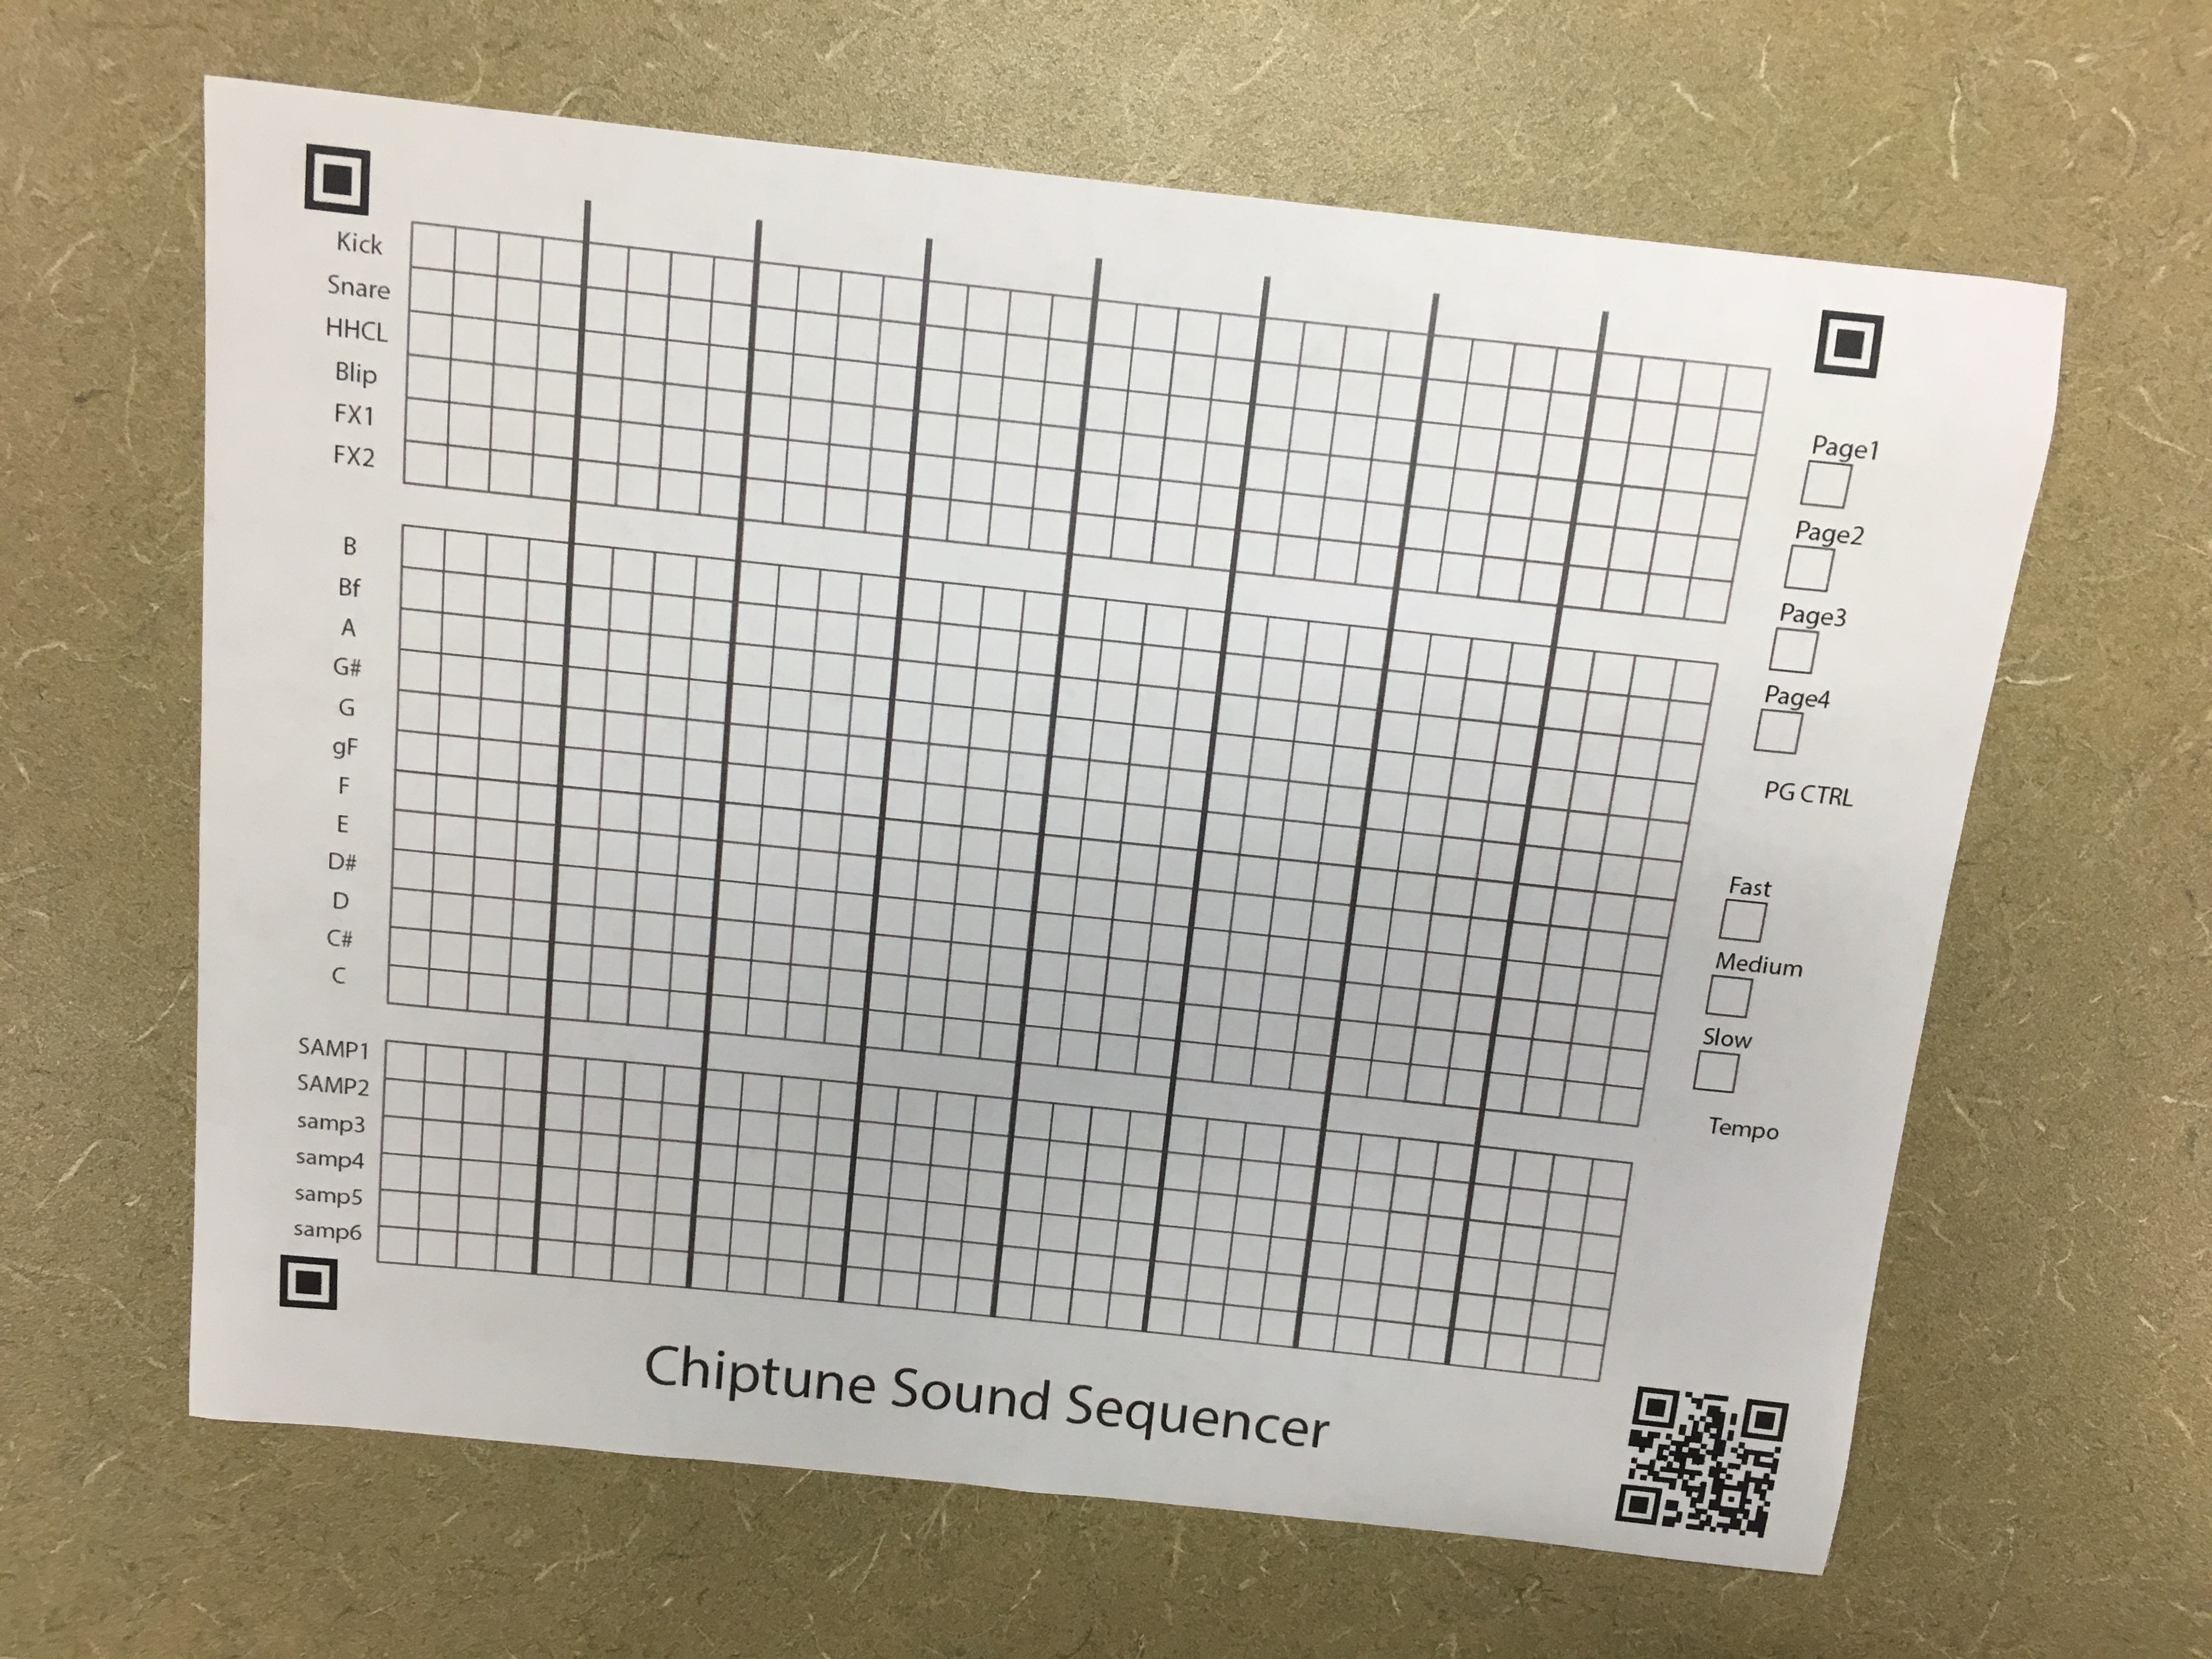 Kick
Snare
HHCL
Blip
FX1
FX2
B
Bf
A
G#
G
gF
F
E
D#
D
C#
C
SAMP1
SAMP2
samp3
samp4
samp5
samp6
Page1
Page2
Page3
Page4
PG CTRL
Fast
Medium
Slow
Tempo
Chiptune Sound Sequencer